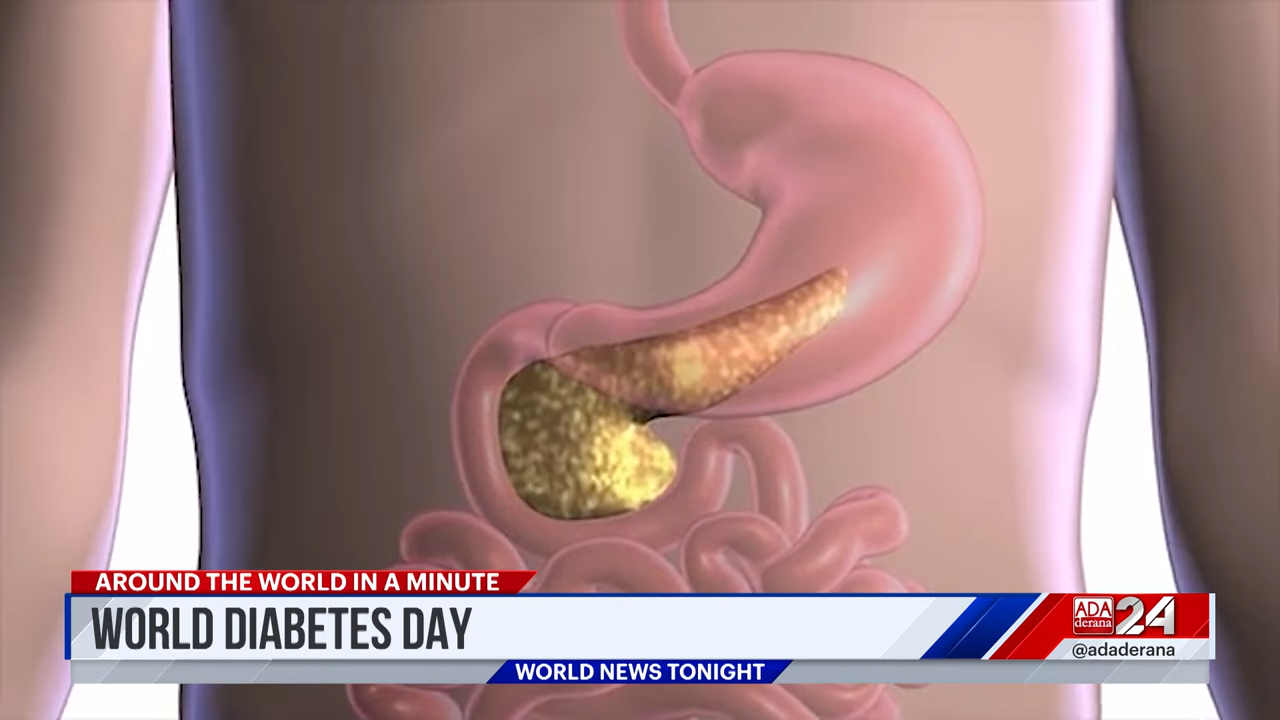 AROUND THE WORLD IN A MINUTE
WORLD DIABETES DAY
ADA
derana
24
@adaderana
WORLD NEWS TONIGHT